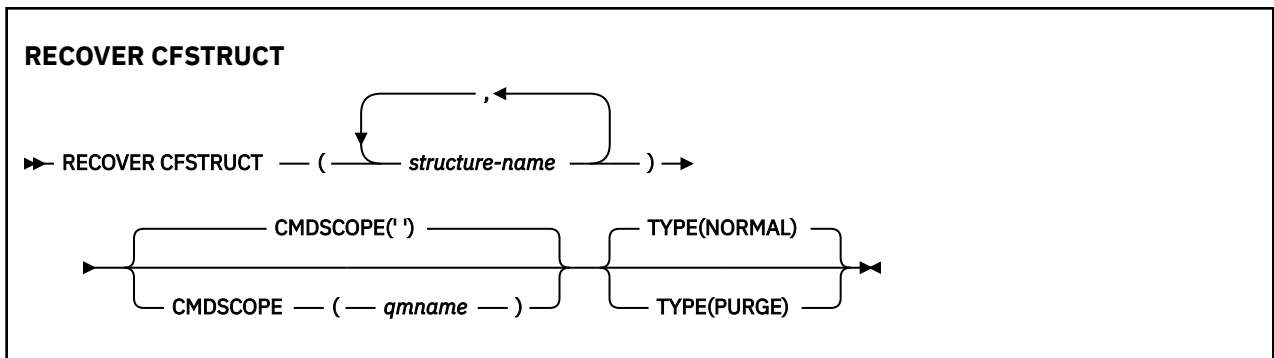 RECOVER CFSTRUCT
,
RECOVER CFSTRUCT ( structure-name )
CMDSCOPE(' ') TYPE(NORMAL)
CMDSCOPE ( qmname ) TYPE(PURGE)